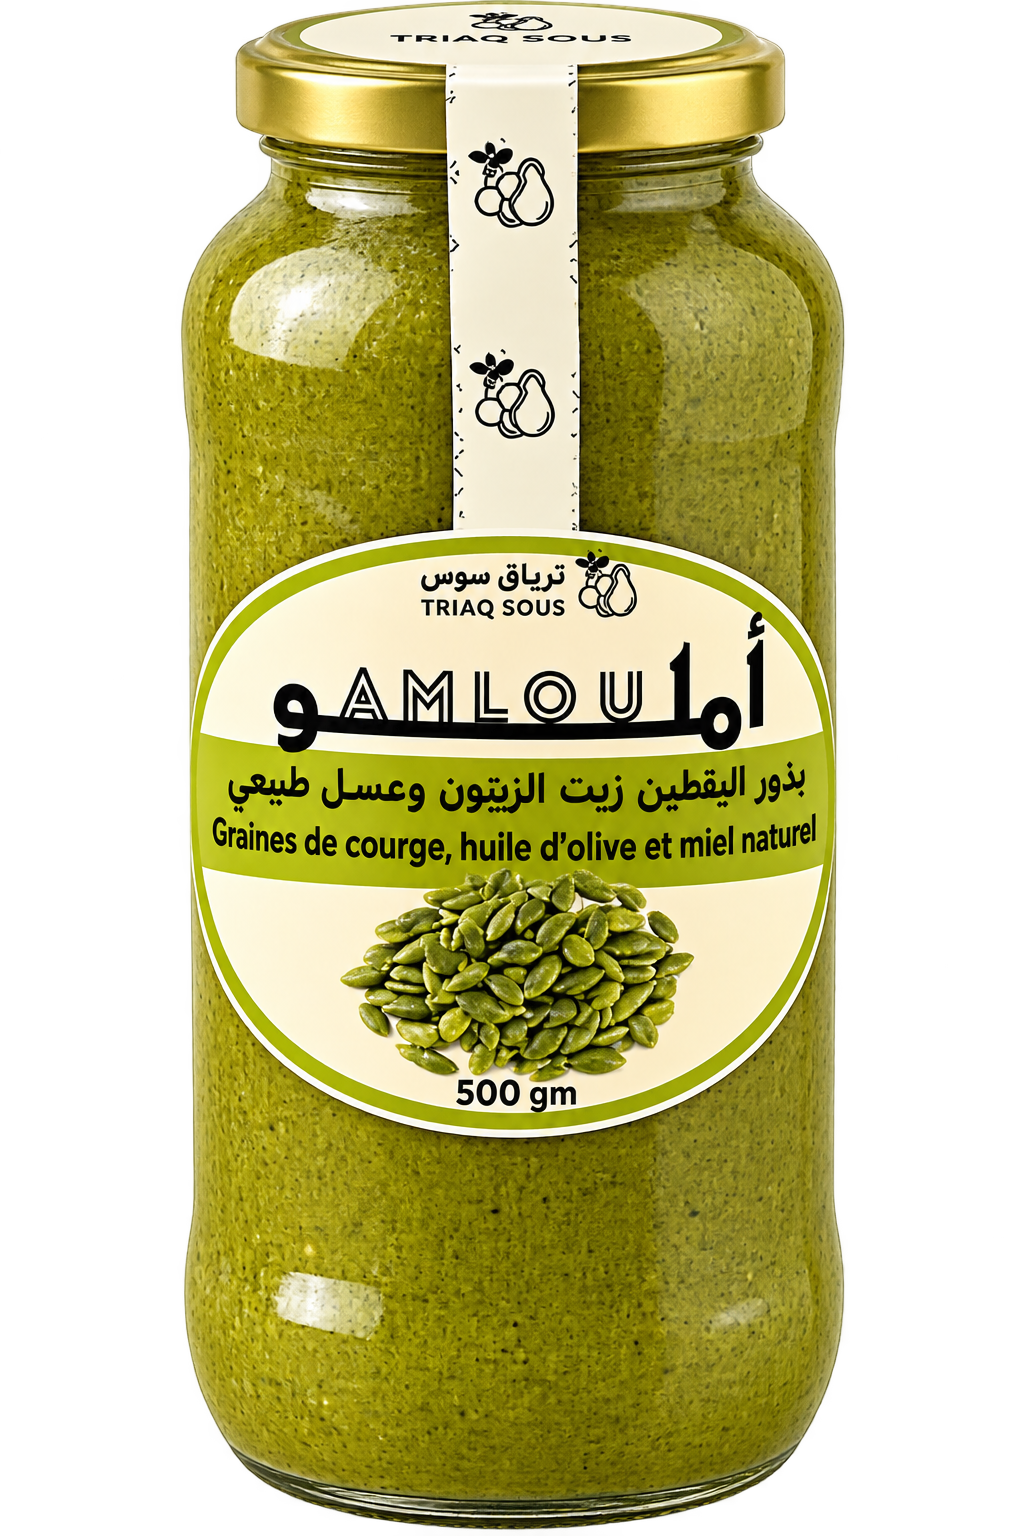 TRIAQ SOUS
ترياق سوس
TRIAQ SOUS
أملـــو
AMLOU
بذور اليقطين زيت الزيتون وعسل طبيعي
Graines de courge, huile d'olive et miel naturel
500 gm